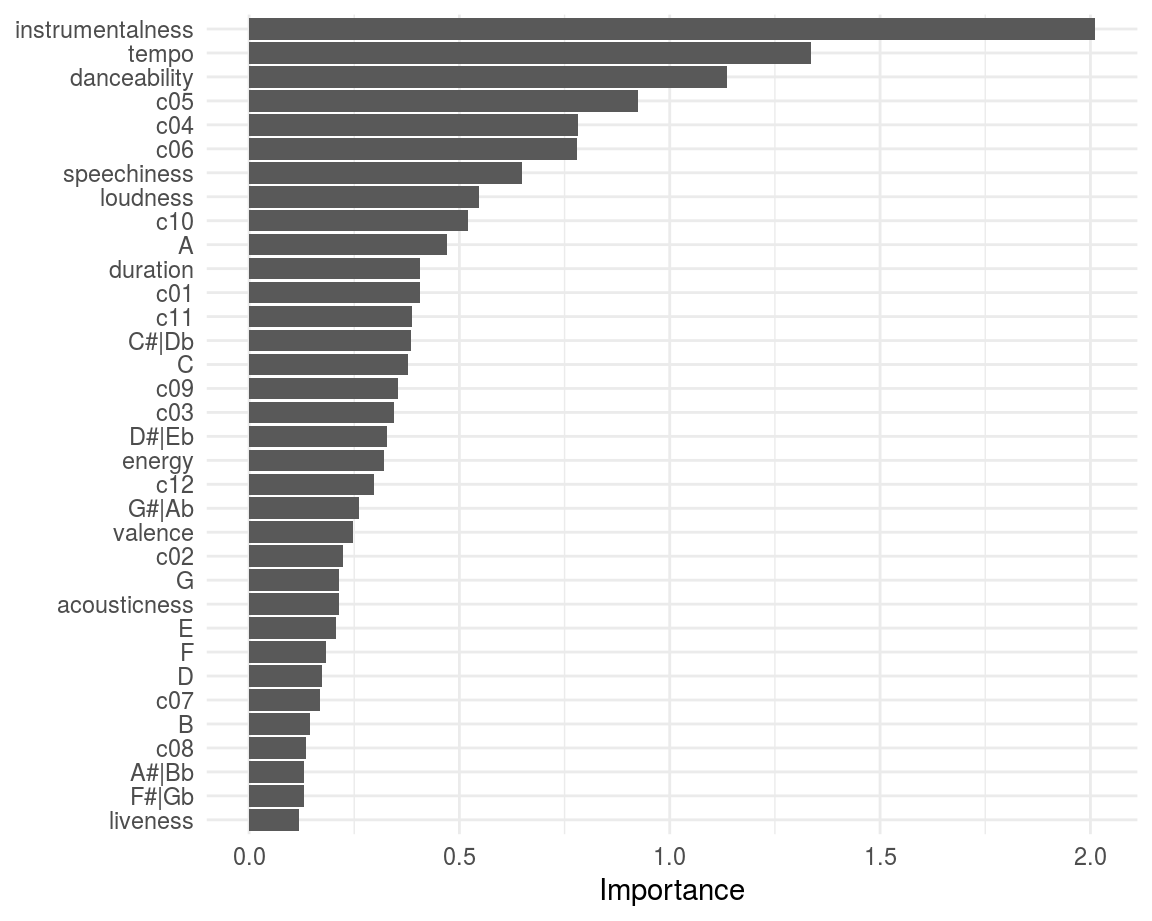 instrumentalness
tempo
danceability
c05
c04
c06
speechiness
loudness
c10
A
duration
c01
c11
C#|Db
C
c09
c03
D#|Eb
energy
c12
G#|Ab
valence
c02
G
acousticness
E
F
D
c07
B
c08
A#|Bb
F#|Gb
liveness
0.0 0.5 1.0 1.5 2.0
Importance